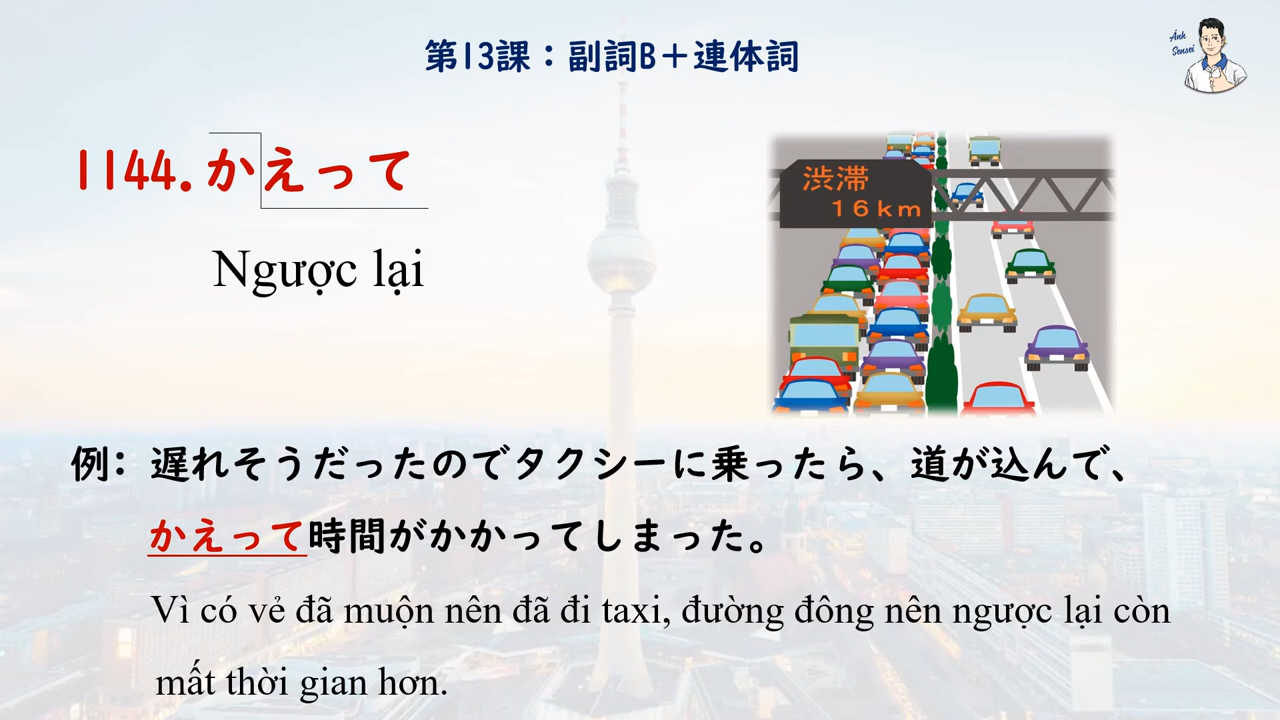 第13課：副詞B＋連体詞
Anh
Sensei
1144.かえって
Ngược lại
渋滞
16km
例：遅れそうだったのでタクシーに乗ったら、道が込んで、
かえって時間がかかってしまった。
Vì có vẻ đã muộn nên đã đi taxi, đường đông nên ngược lại còn
mất thời gian hơn.